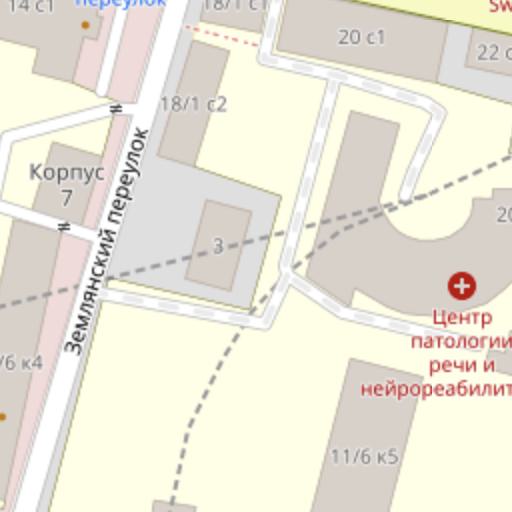 14 с1
переулок
18/1 с1
Sw
20 с1
22 с
18/1 с2
Корпус
7
Землянский переулок
3
20
Центр
патологии
речи и
нейрореабилит
/6 к4
11/6 к5